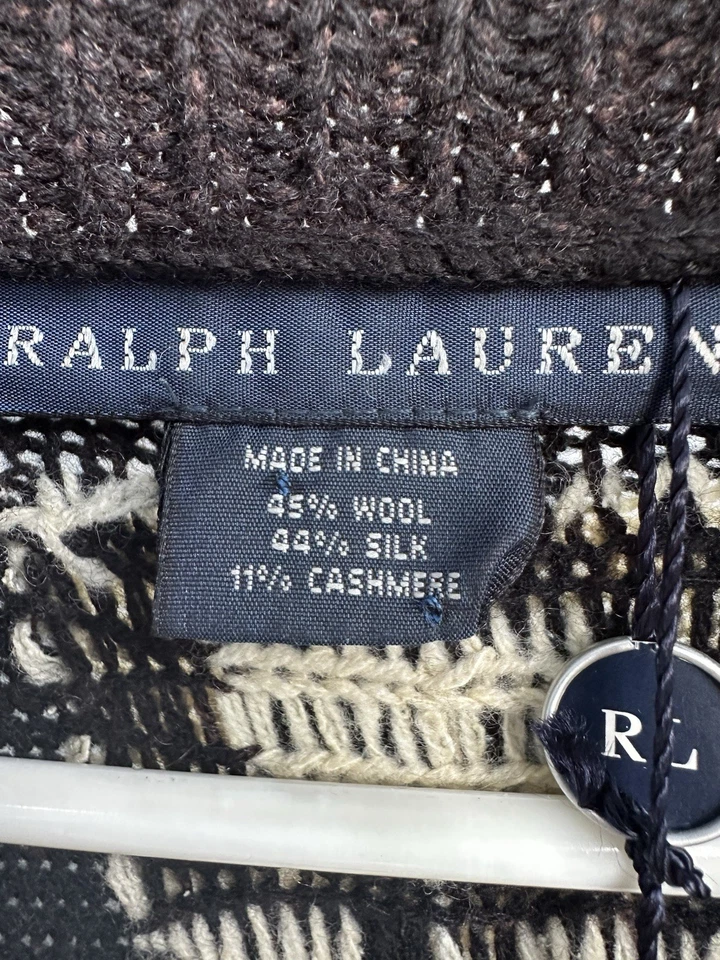 RALPH LAUREN
MADE IN CHINA
45% WOOL
44% SILK
11% CASHMERE
RL